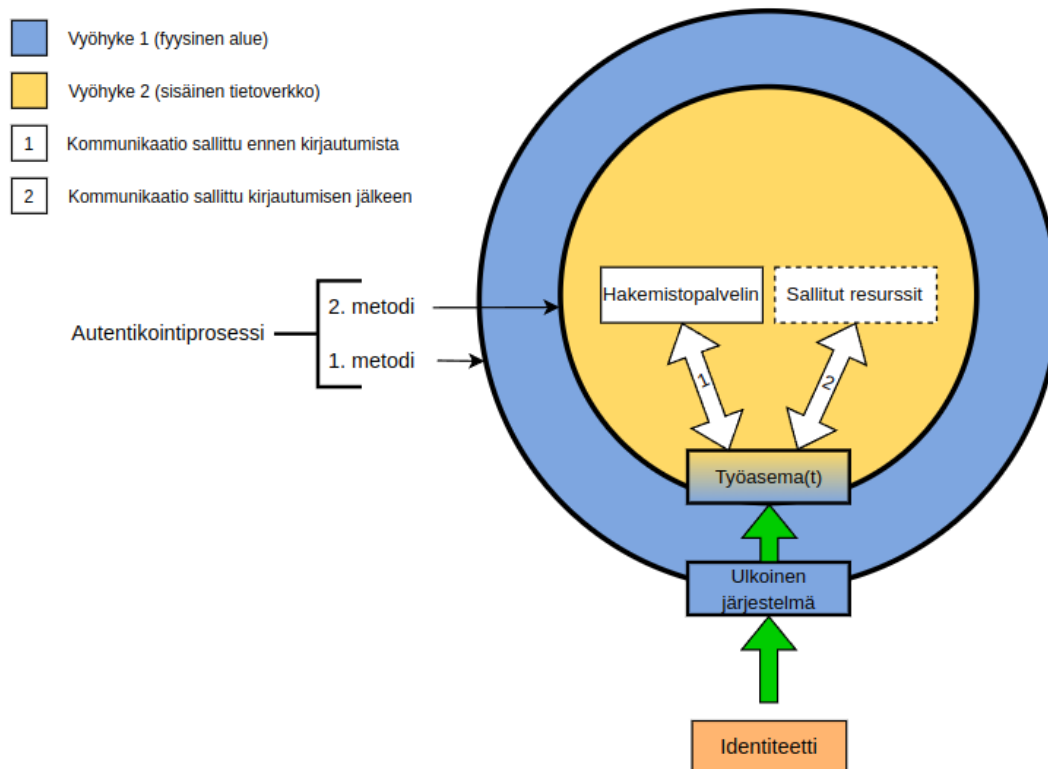 Vyöhyke 1 (fyysinen alue)
Vyöhyke 2 (sisäinen tietoverkko)
1 Kommunikaatio sallittu ennen kirjautumista
2 Kommunikaatio sallittu kirjautumisen jälkeen
Autentikointiprosessi
2. metodi
1. metodi
Hakemistopalvelin
Sallitut resurssit
1
2
Työasema(t)
Ulkoinen
järjestelmä
Identiteetti